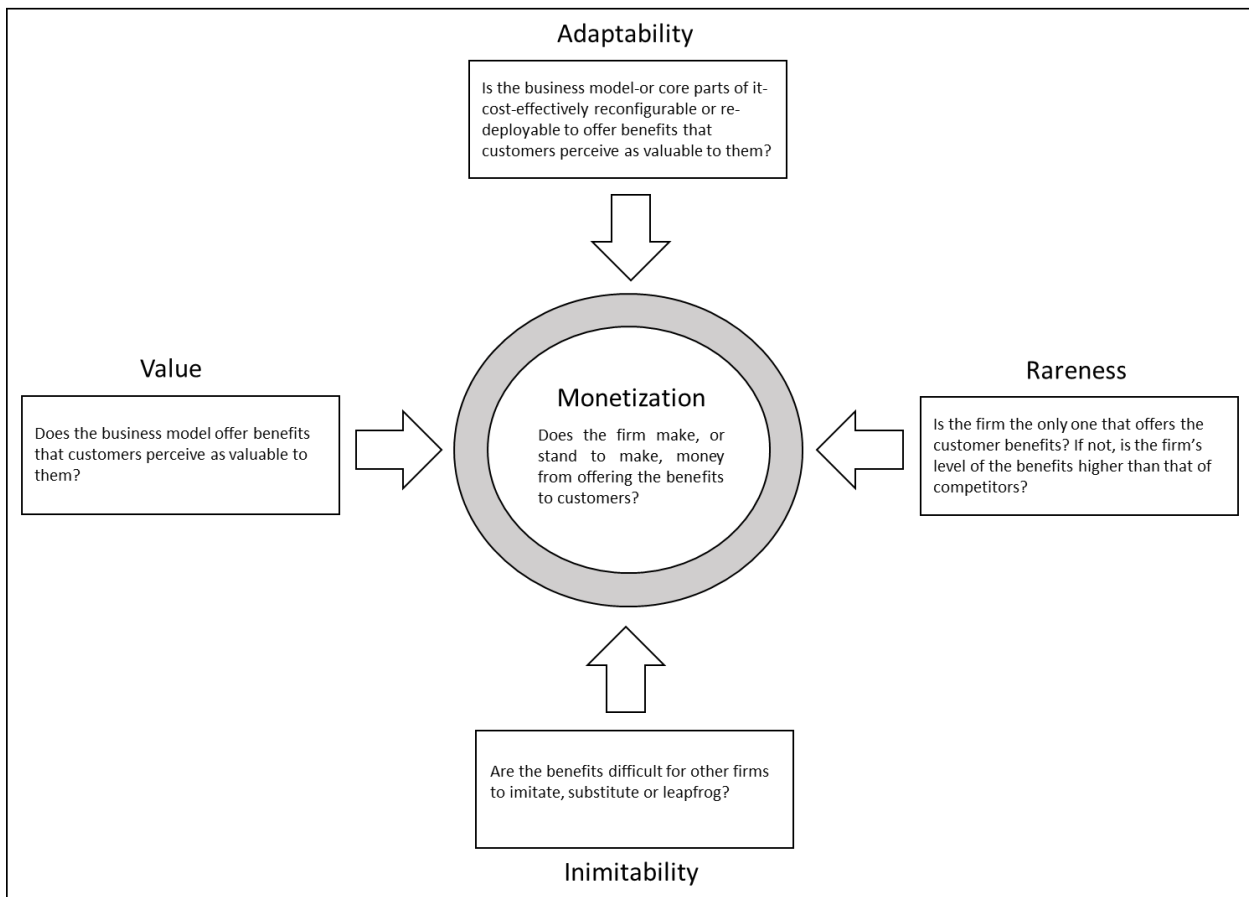 Adaptability
Is the business model-or core parts of it-
cost-effectively reconfigurable or re-
deployable to offer benefits that
customers perceive as valuable to them?
Value
Does the business model offer benefits
that customers perceive as valuable to
them?
Monetization
Does the firm make, or
stand to make, money
from offering the benefits
to customers?
Rareness
Is the firm the only one that offers the
customer benefits? If not, is the firm’s
level of the benefits higher than that of
competitors?
Are the benefits difficult for other firms
to imitate, substitute or leapfrog?
Inimitability